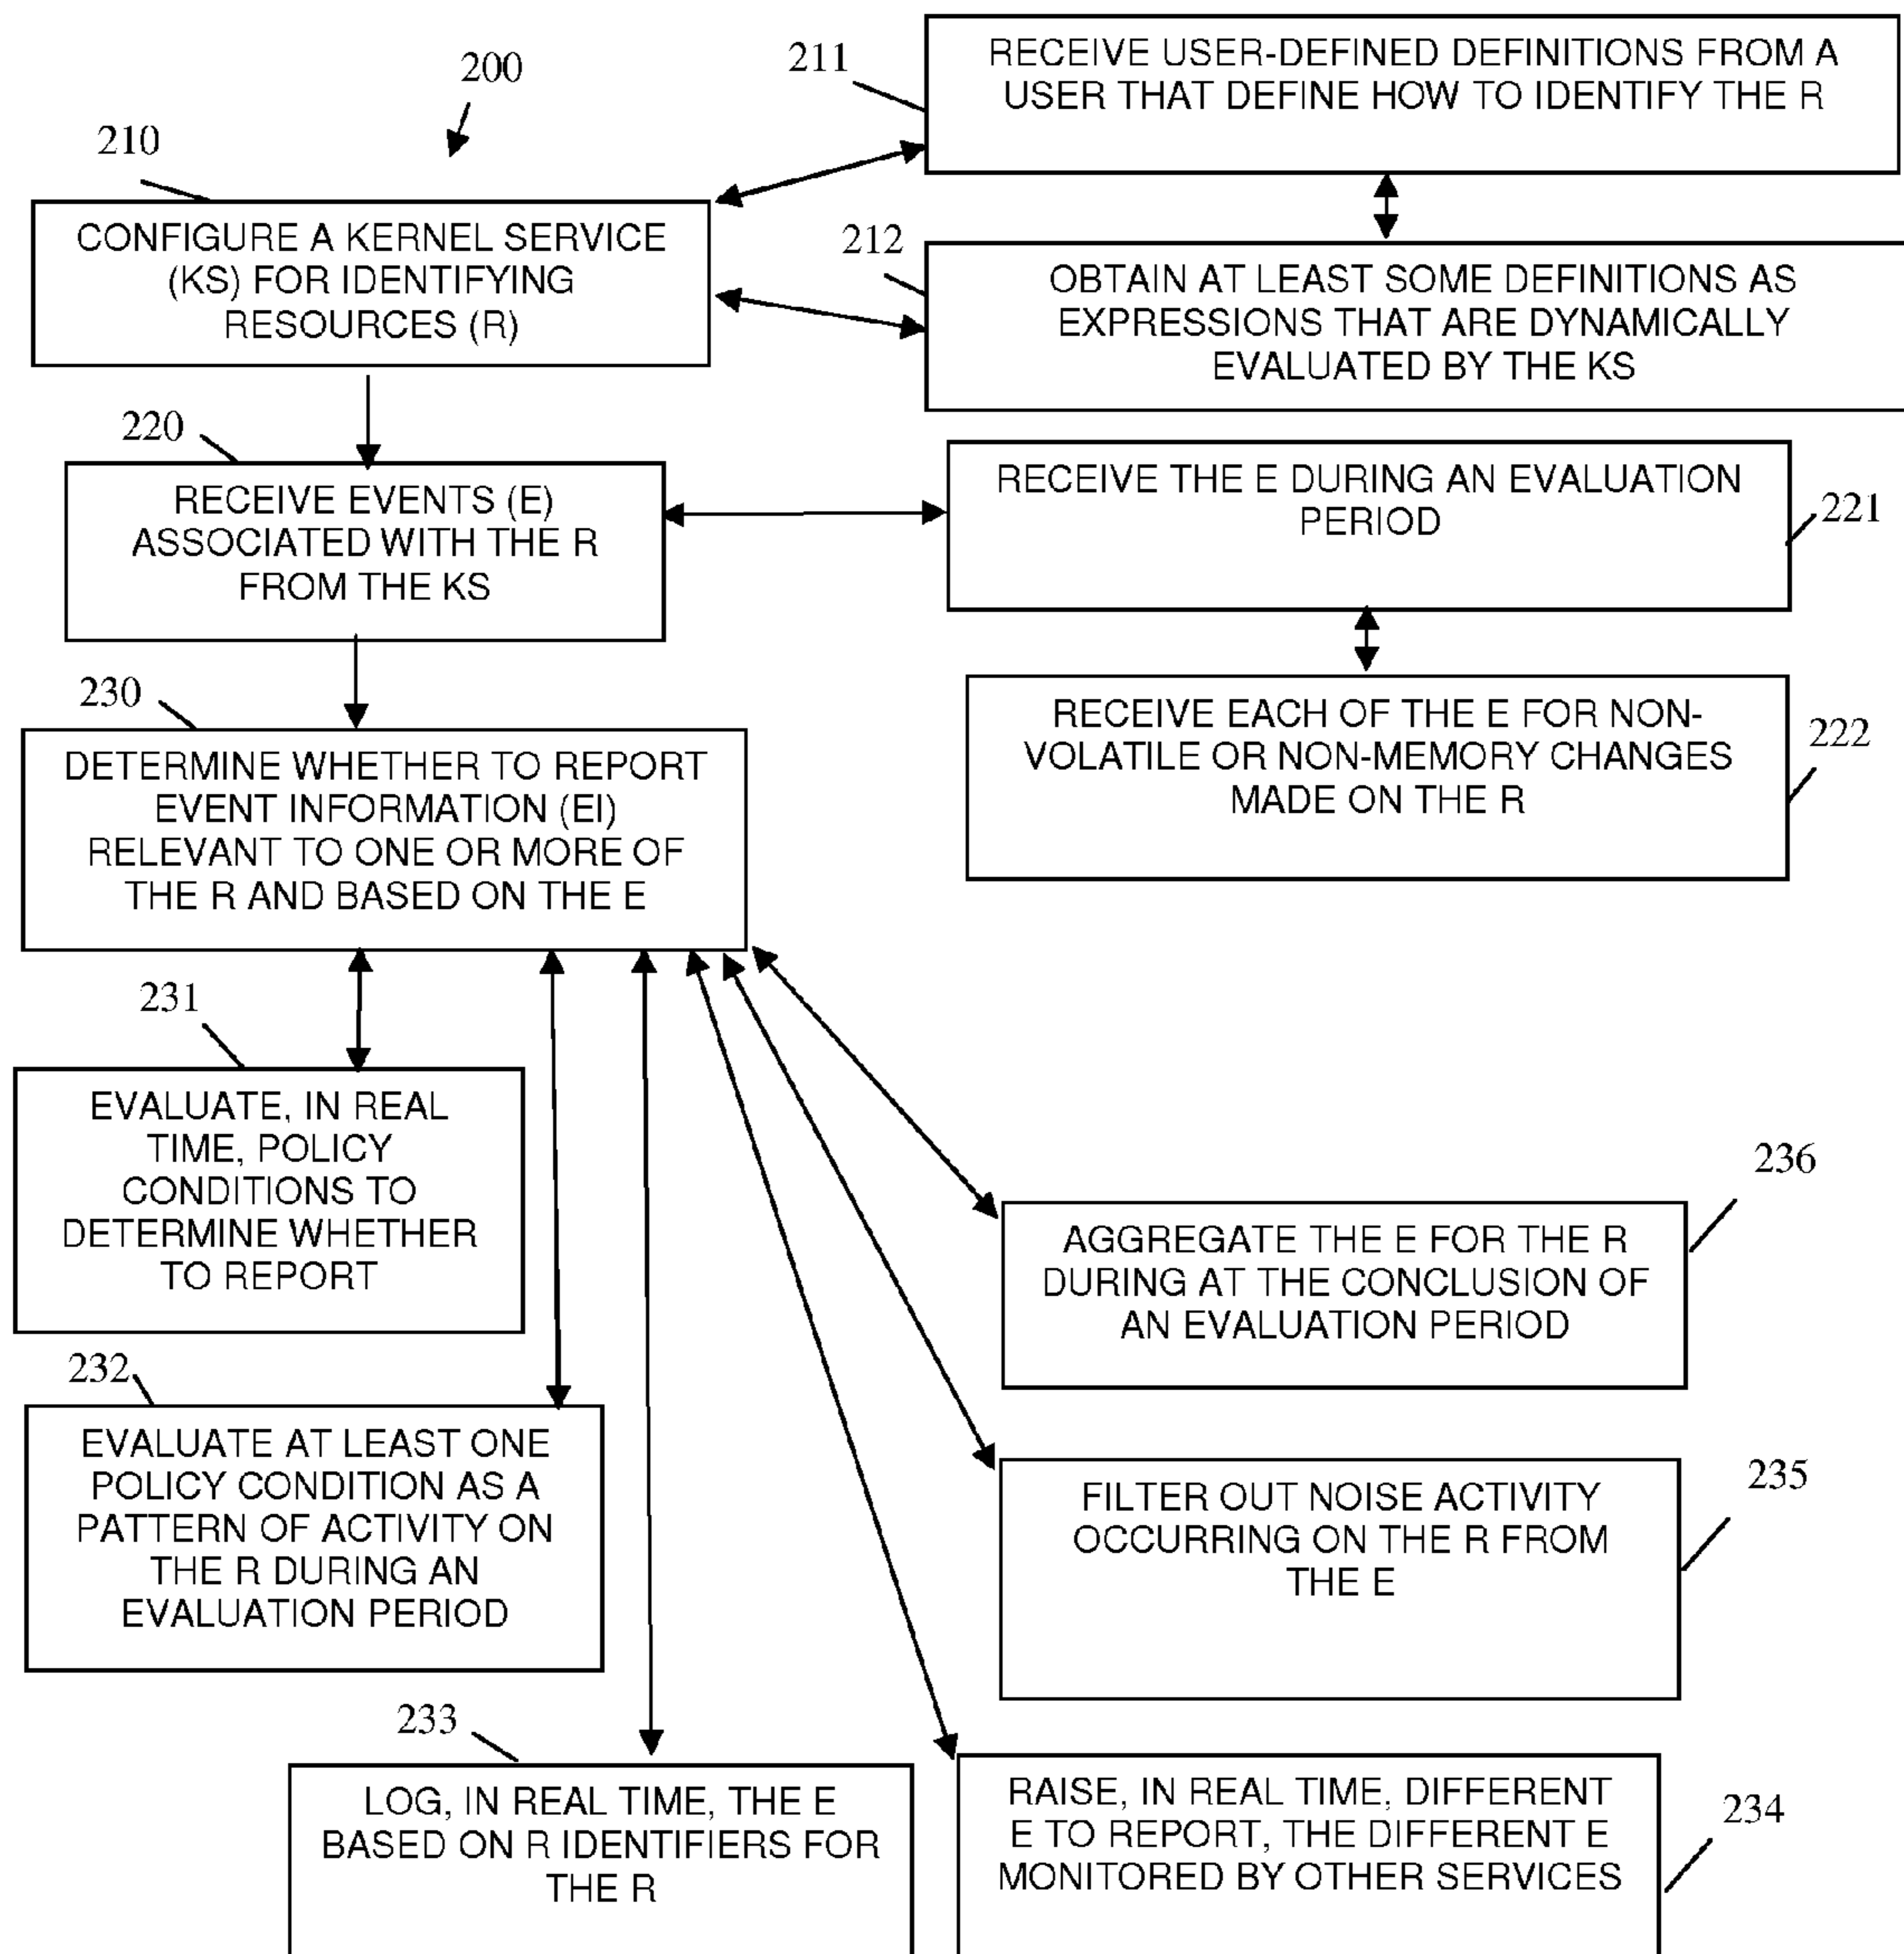 200
210
CONFIGURE A KERNEL SERVICE
(KS) FOR IDENTIFYING
RESOURCES (R)
211
RECEIVE USER-DEFINED DEFINITIONS FROM A
USER THAT DEFINE HOW TO IDENTIFY THE R
212
OBTAIN AT LEAST SOME DEFINITIONS AS
EXPRESSIONS THAT ARE DYNAMICALLY
EVALUATED BY THE KS
220
RECEIVE EVENTS (E)
ASSOCIATED WITH THE R
FROM THE KS
RECEIVE THE E DURING AN EVALUATION
PERIOD
221
RECEIVE EACH OF THE E FOR NON-
VOLATILE OR NON-MEMORY CHANGES
MADE ON THE R
222
230
DETERMINE WHETHER TO REPORT
EVENT INFORMATION (EI)
RELEVANT TO ONE OR MORE OF
THE R AND BASED ON THE E
231
EVALUATE, IN REAL
TIME, POLICY
CONDITIONS TO
DETERMINE WHETHER
TO REPORT
232
EVALUATE AT LEAST ONE
POLICY CONDITION AS A
PATTERN OF ACTIVITY ON
THE R DURING AN
EVALUATION PERIOD
233
LOG, IN REAL TIME, THE E
BASED ON R IDENTIFIERS FOR
THE R
RAISE, IN REAL TIME, DIFFERENT
E TO REPORT, THE DIFFERENT E
MONITORED BY OTHER SERVICES
234
FILTER OUT NOISE ACTIVITY
OCCURRING ON THE R FROM
THE E
235
AGGREGATE THE E FOR THE R
DURING AT THE CONCLUSION OF
AN EVALUATION PERIOD
236